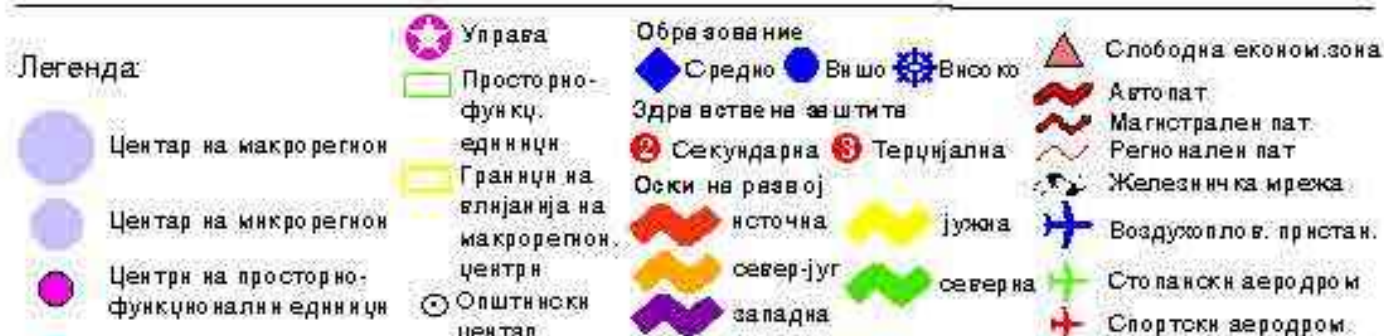 Легенда:
Центар на макрорегион
Центар на микрорегион
Центри на просторно-
функционални единици
Управа
Просторно-
функц.
единици
Граници на
влијанија на
макрорегион.
центри
Општински
центар
Образование
Средно Вишо Високо
Здравствена заштита
2 Секундарна 3 Терцијална
Оски на развој
источна јужна
север-југ северна
западна
Слободна економ.зона
Автопат
Магистрален пат
Регионален пат
Железничка мрежа
Воздухоплов. пристан.
Стопански аеродром
Спортски аеродром